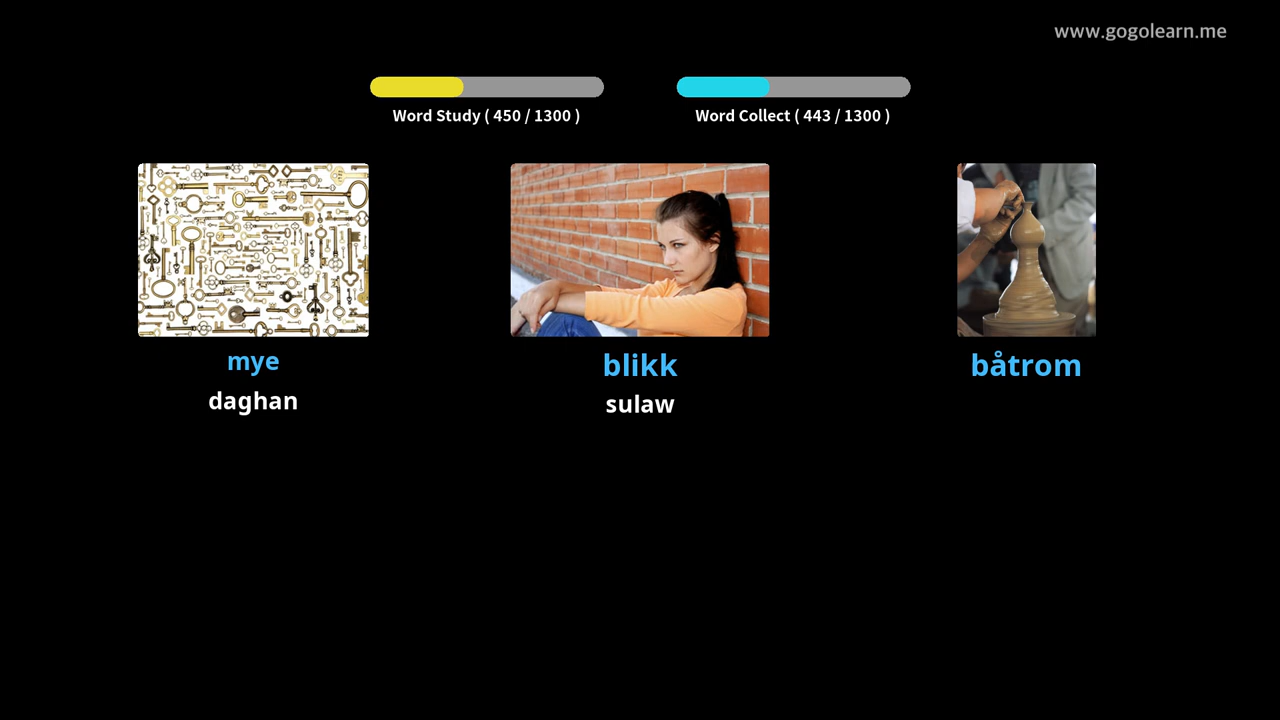 www.gogolearn.me
Word Study ( 450 / 1300 )
Word Collect ( 443 / 1300 )
mye
daghan
blikk
sulaw
båtrom